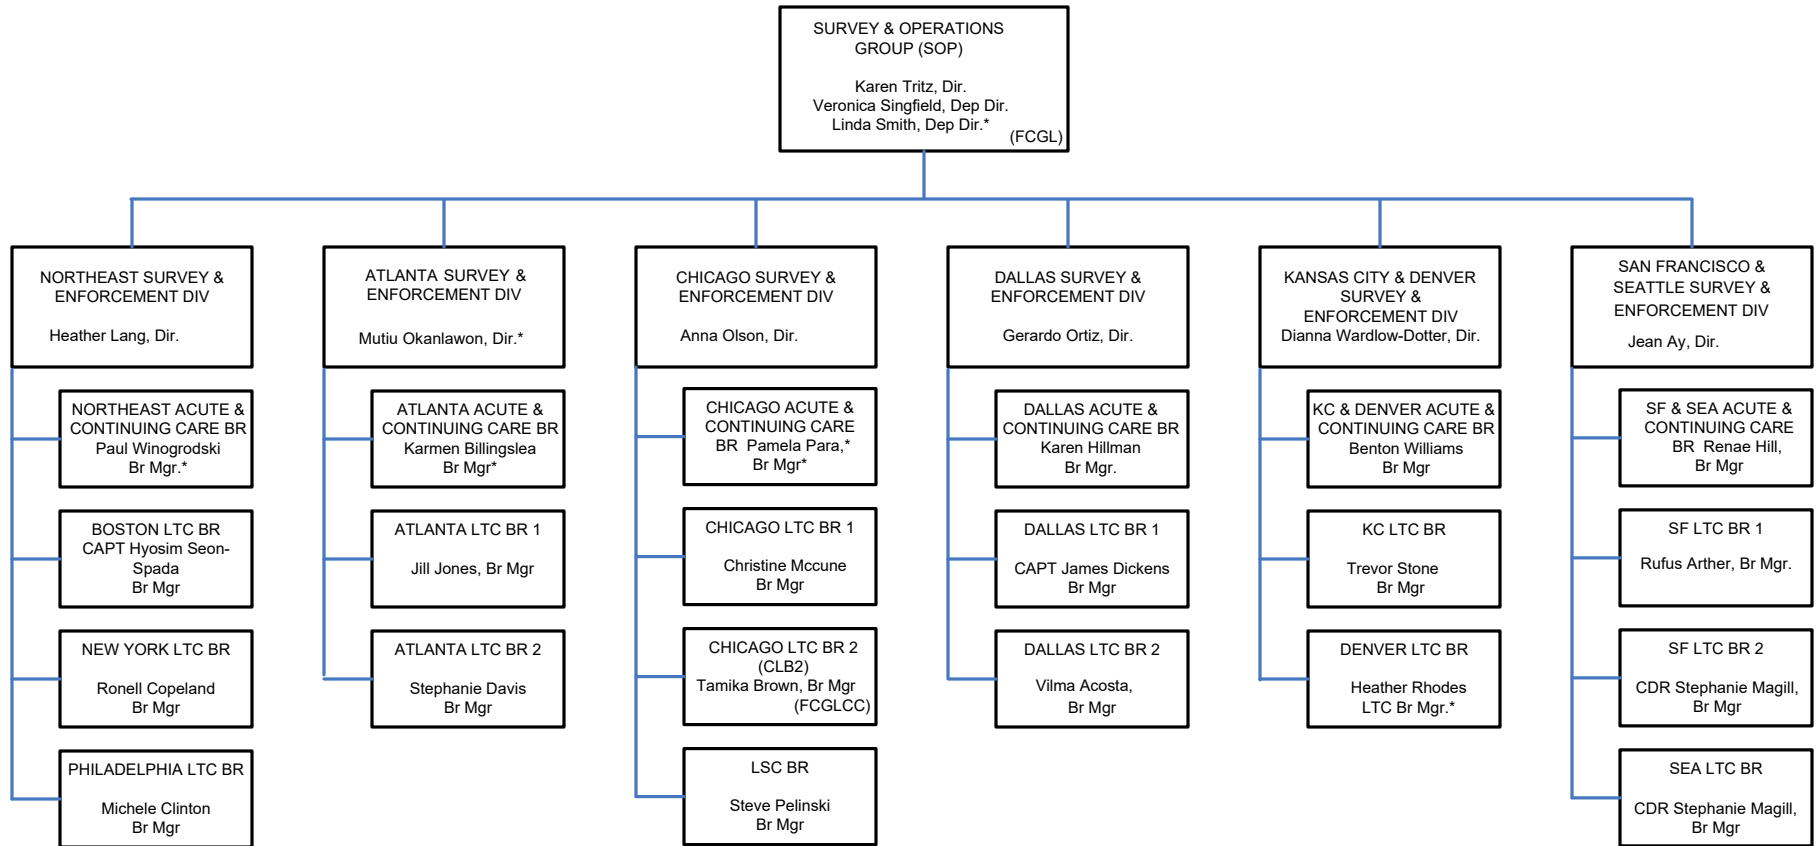 SURVEY & OPERATIONS
GROUP (SOP)
Karen Tritz, Dir.
Veronica Singfield, Dep Dir.
Linda Smith, Dep Dir.*
(FCGL)
NORTHEAST SURVEY &
ENFORCEMENT DIV
Heather Lang, Dir.
NORTHEAST ACUTE &
CONTINUING CARE BR
Paul Winogrodski
Br Mgr.*
BOSTON LTC BR
CAPT Hyosim Seon-
Spada
Br Mgr
NEW YORK LTC BR
Ronell Copeland
Br Mgr
PHILADELPHIA LTC BR
Michele Clinton
Br Mgr
ATLANTA SURVEY &
ENFORCEMENT DIV
Mutiu Okanlawon, Dir.*
ATLANTA ACUTE &
CONTINUING CARE BR
Karmen Billingslea
Br Mgr*
ATLANTA LTC BR 1
Jill Jones, Br Mgr
ATLANTA LTC BR 2
Stephanie Davis
Br Mgr
CHICAGO SURVEY &
ENFORCEMENT DIV
Anna Olson, Dir.
CHICAGO ACUTE &
CONTINUING CARE
BR Pamela Para,*
Br Mgr*
CHICAGO LTC BR 1
Christine Mccune
Br Mgr
CHICAGO LTC BR 2
(CLB2)
Tamika Brown, Br Mgr
(FCGLCC)
LSC BR
Steve Pelinski
Br Mgr
DALLAS SURVEY &
ENFORCEMENT DIV
Gerardo Ortiz, Dir.
DALLAS ACUTE &
CONTINUING CARE BR
Karen Hillman
Br Mgr.
DALLAS LTC BR 1
CAPT James Dickens
Br Mgr
DALLAS LTC BR 2
Vilma Acosta,
Br Mgr
KANSAS CITY & DENVER
SURVEY &
ENFORCEMENT DIV
Dianna Wardlow-Dotter, Dir.
KC & DENVER ACUTE &
CONTINUING CARE BR
Benton Williams
Br Mgr
KC LTC BR
Trevor Stone
Br Mgr
DENVER LTC BR
Heather Rhodes
LTC Br Mgr.*
SAN FRANCISCO &
SEATTLE SURVEY &
ENFORCEMENT DIV
Jean Ay, Dir.
SF & SEA ACUTE &
CONTINUING CARE
BR Renae Hill,
Br Mgr
SF LTC BR 1
Rufus Arther, Br Mgr.
SF LTC BR 2
CDR Stephanie Magill,
Br Mgr
SEA LTC BR
CDR Stephanie Magill,
Br Mgr